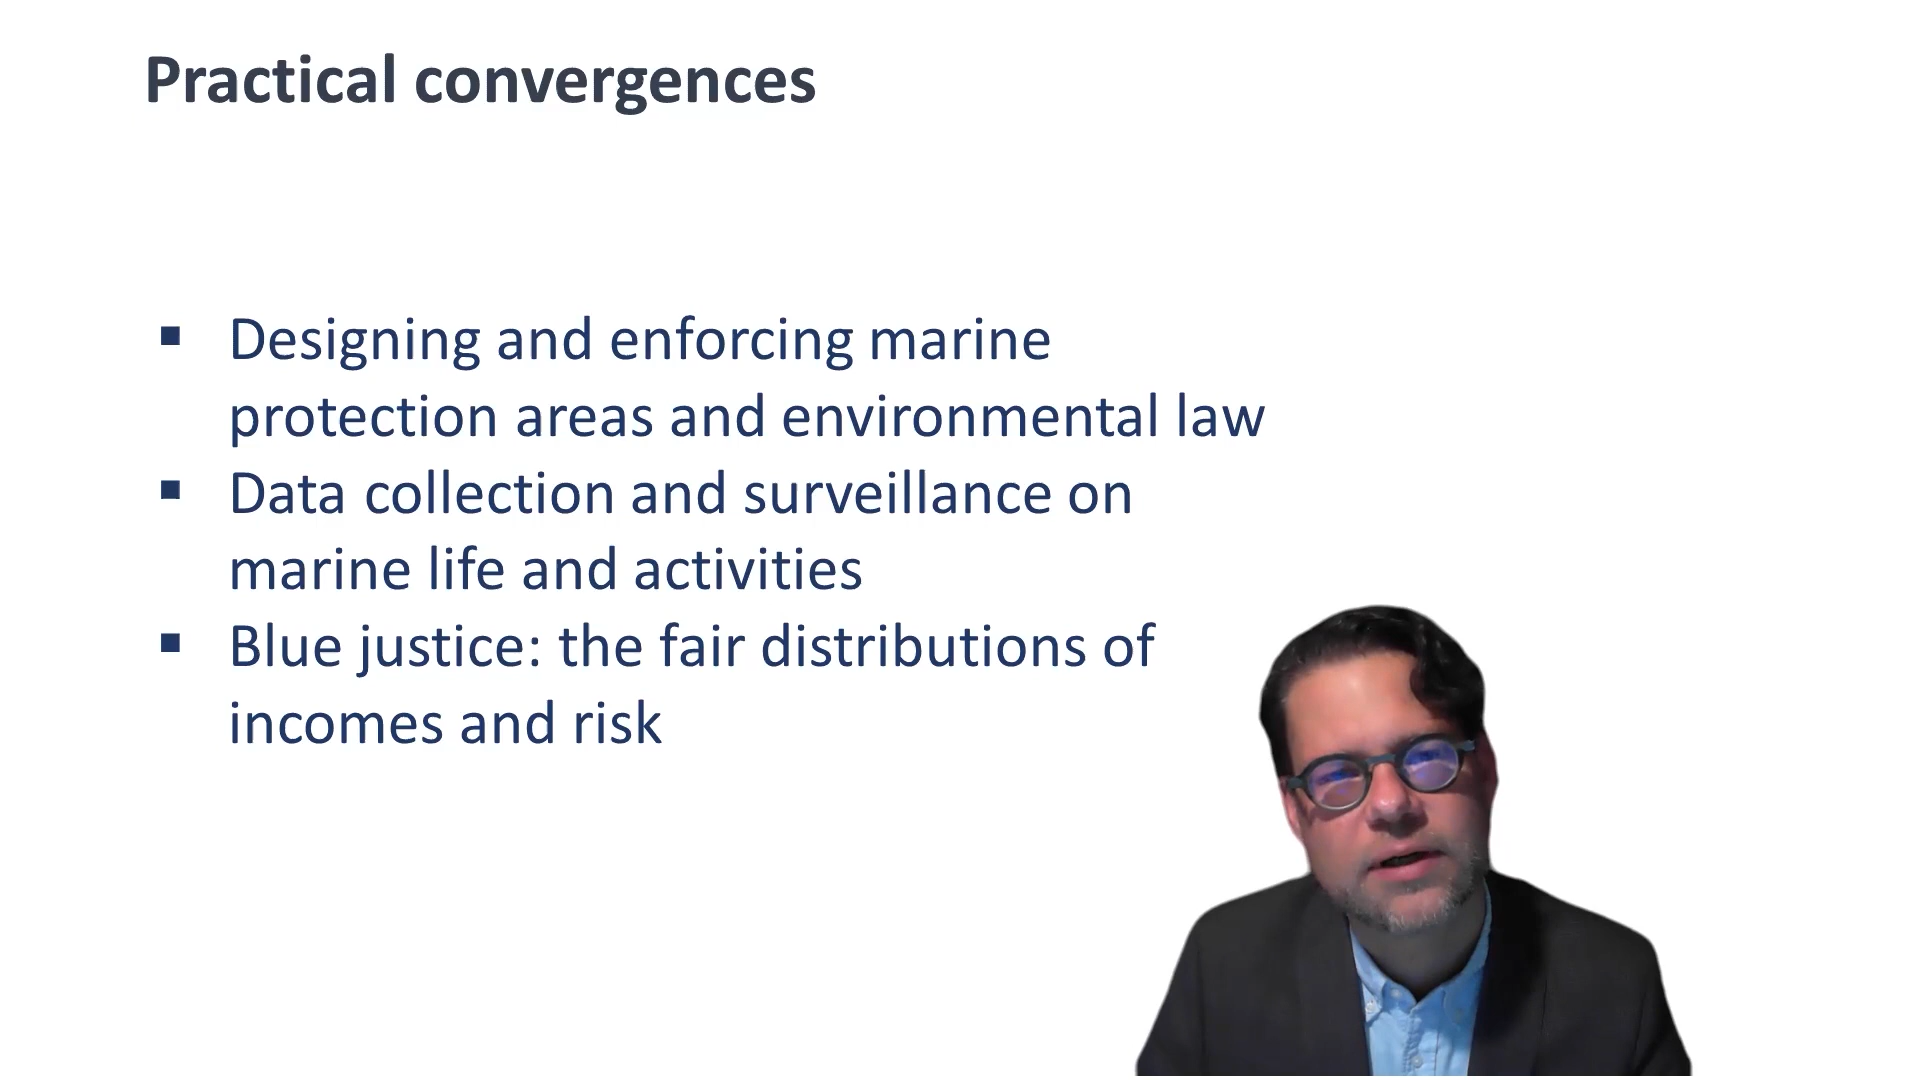 Practical convergences
▪ Designing and enforcing marine
protection areas and environmental law
▪ Data collection and surveillance on
marine life and activities
▪ Blue justice: the fair distributions of
incomes and risk